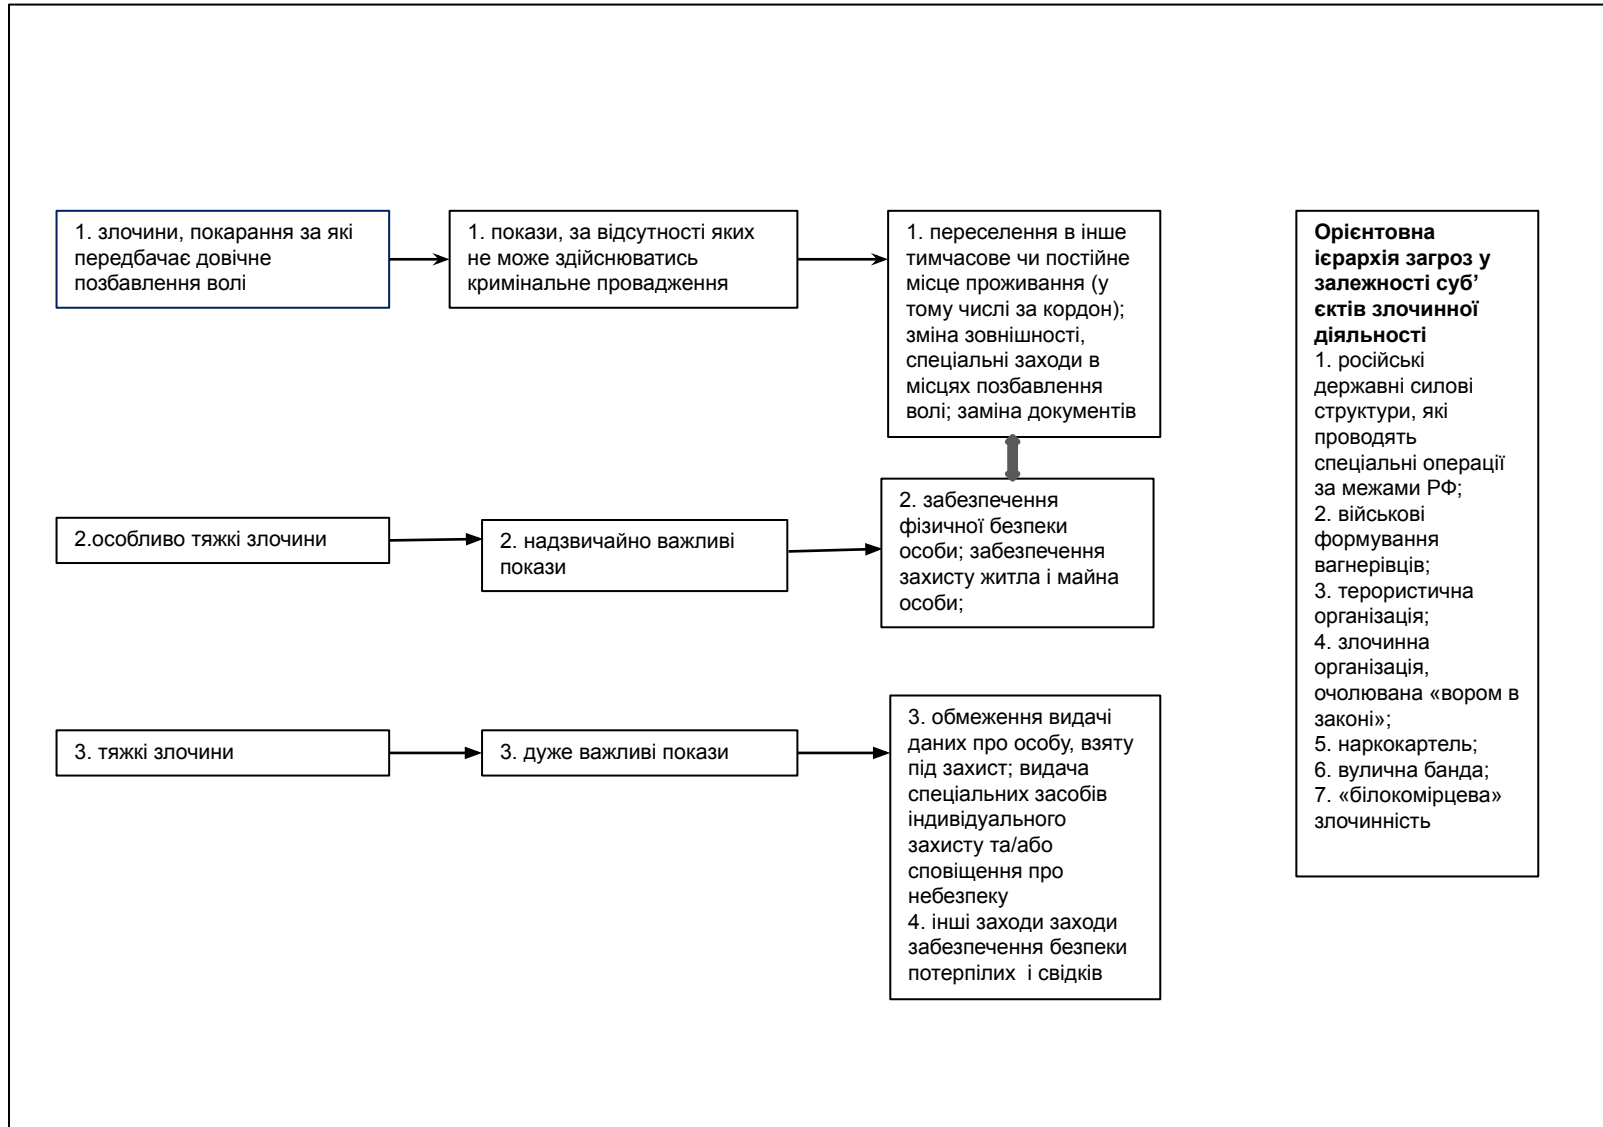 1. злочини, покарання за які
передбачає довічне
позбавлення волі
1. покази, за відсутності яких
не може здійснюватись
кримінальне провадження
1. переселення в інше
тимчасове чи постійне
місце проживання (у
тому числі за кордон);
зміна зовнішності,
спеціальні заходи в
місцях позбавлення
волі; заміна документів
2.особливо тяжкі злочини
2. надзвичайно важливі
покази
2. забезпечення
фізичної безпеки
особи; забезпечення
захисту житла і майна
особи;
3. тяжкі злочини
3. дуже важливі покази
3. обмеження видачі
даних про особу, взяту
під захист; видача
спеціальних засобів
індивідуального
захисту та/або
сповіщення про
небезпеку
4. інші заходи заходи
забезпечення безпеки
потерпілих і свідків
Орієнтовна
ієрархія загроз у
залежності суб’
єктів злочинної
діяльності
1. російські
державні силові
структури, які
проводять
спеціальні операції
за межами РФ;
2. військові
формування
вагнерівців;
3. терористична
організація;
4. злочинна
організація,
очолювана «вором в
законі»;
5. наркокартель;
6. вулична банда;
7. «білокомірцева»
злочинність